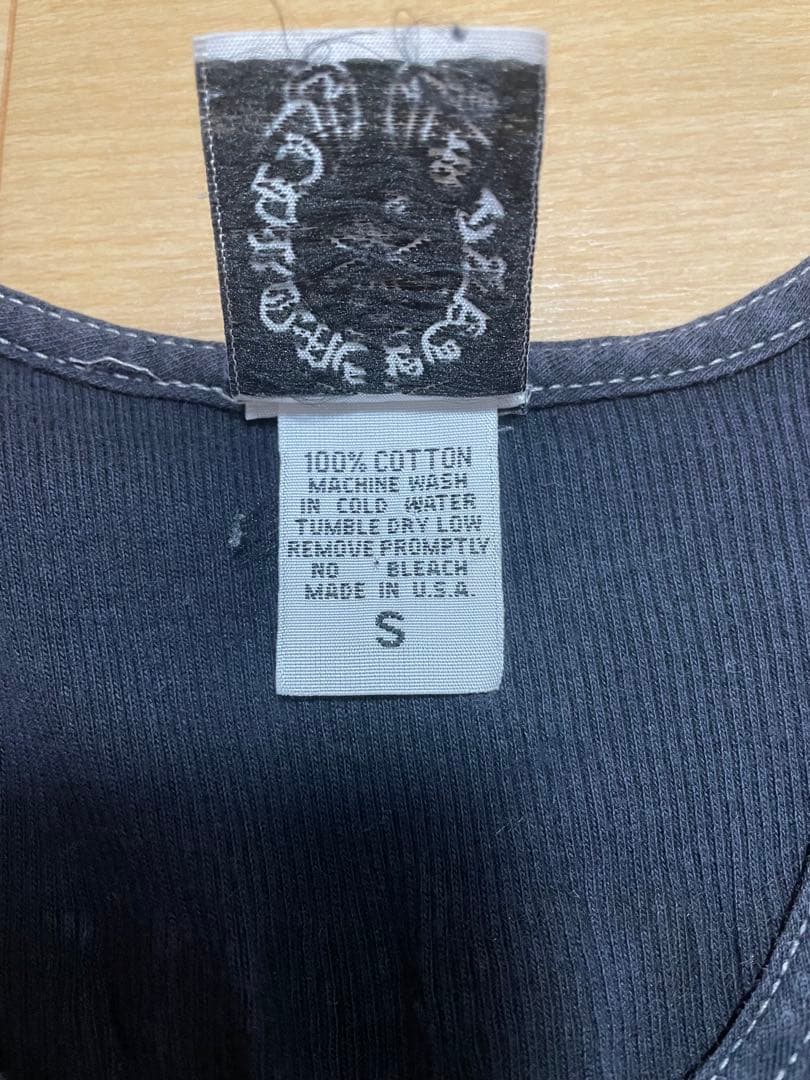 100% COTTON
MACHINE WASH
IN COLD WATER
TUMBLE DRY LOW
REMOVE PROMPTLY
NO BLEACH
MADE IN U.S.A.
S